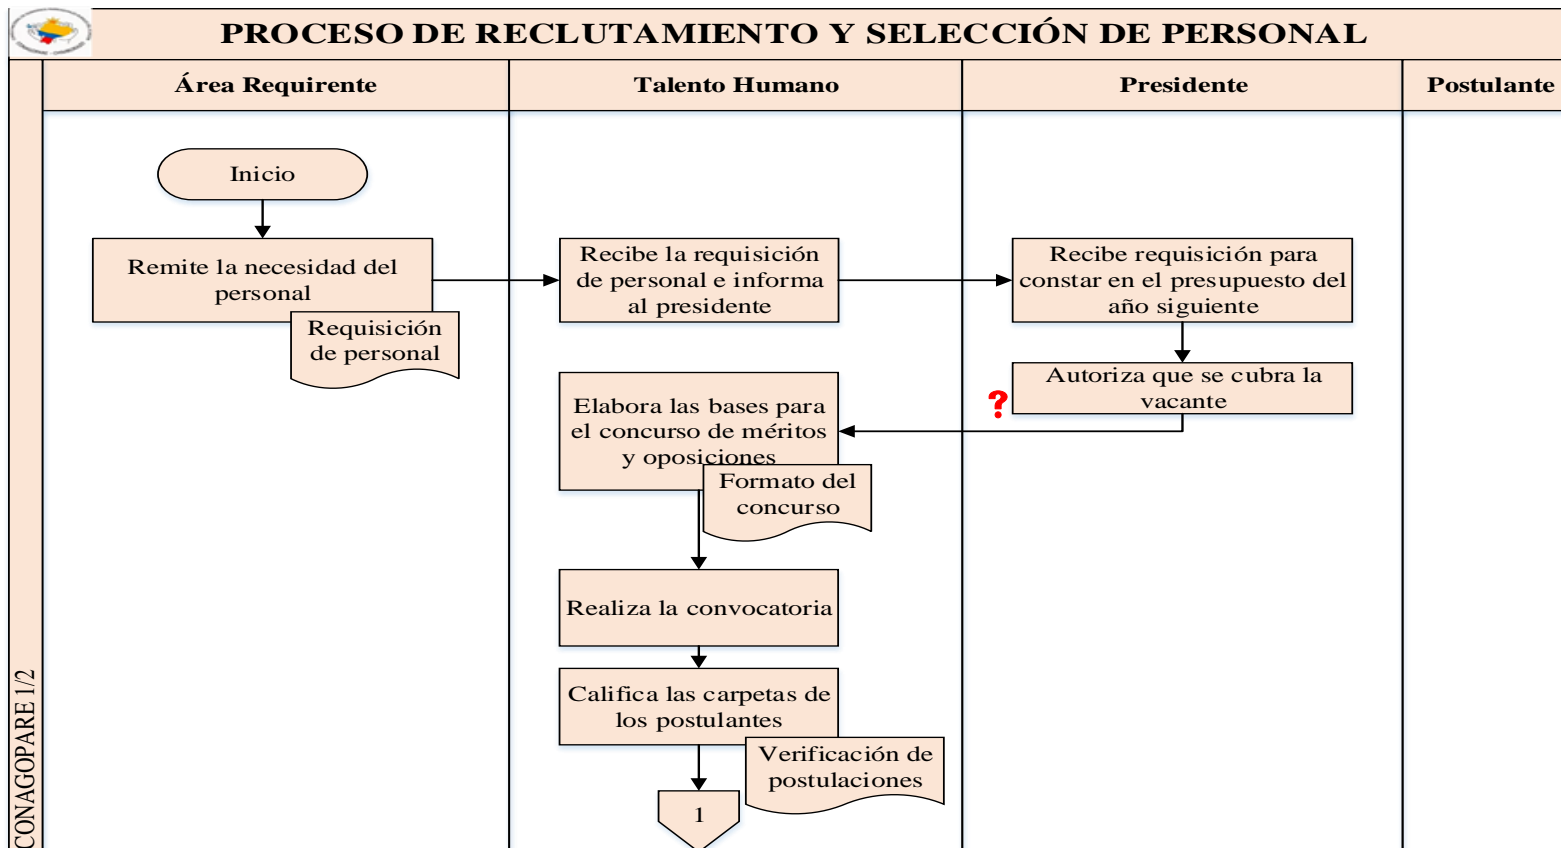 PROCESO DE RECLUTAMIENTO Y SELECCIÓN DE PERSONAL
Área Requirente
Talento Humano
Presidente
Postulante
Inicio
Remite la necesidad del
personal
Requisición
de personal
Recibe la requisición
de personal e informa
al presidente
Recibe requisición para
constar en el presupuesto del
año siguiente
Autoriza que se cubra la
vacante
?
Elabora las bases para
el concurso de méritos
y oposiciones
Formato del
concurso
Realiza la convocatoria
Califica las carpetas de
los postulantes
Verificación de
postulaciones
1
CONAGOPARE 1/2